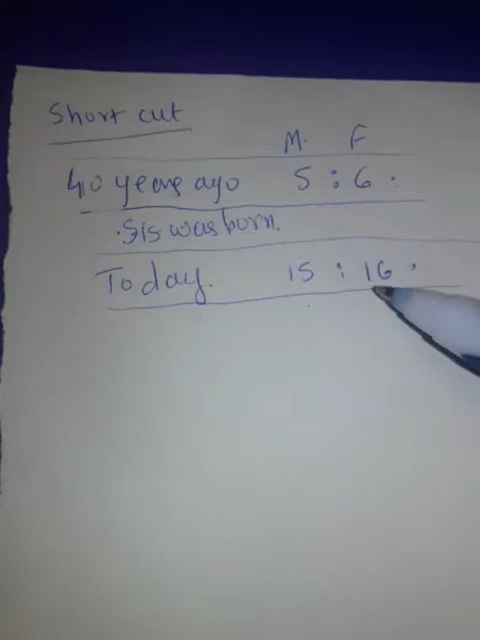 Short cut
M. F
40 years ago 5 : 6 .
. Sis was born.
Today. 15 : 16 .